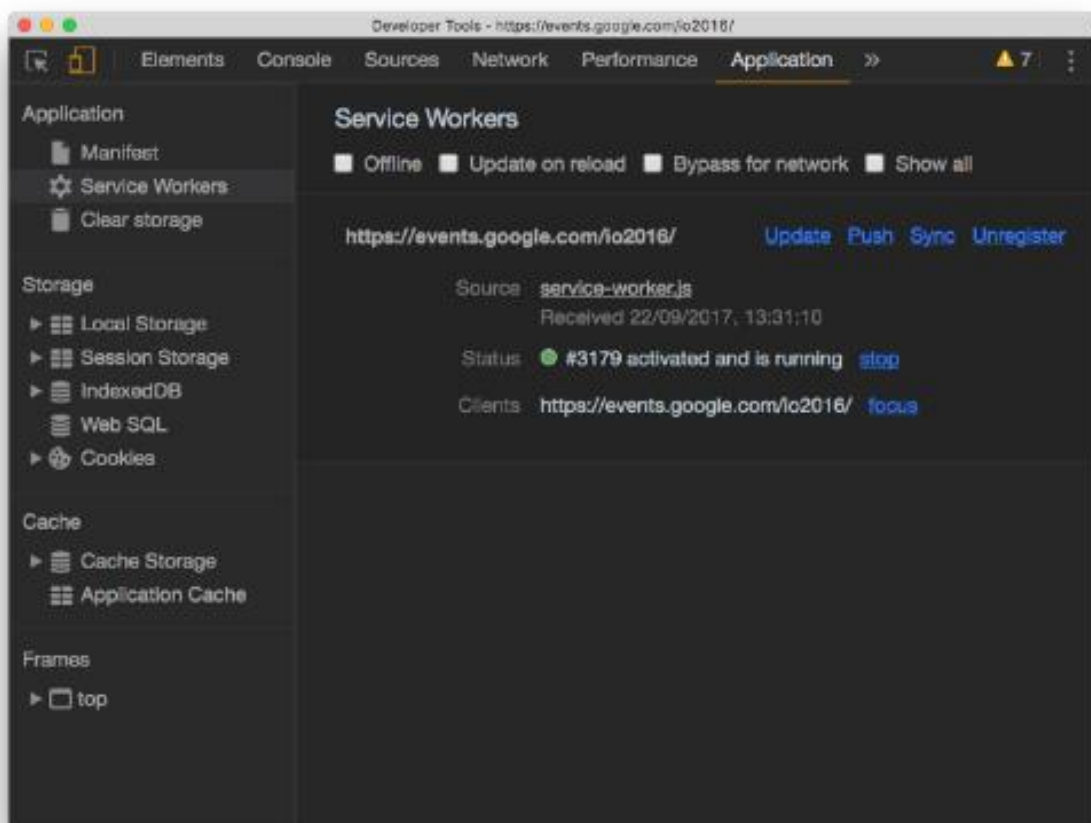 Developer Tools - https://events.google.com/io2016/
Elements Console Sources Network Performance Application » 7
Application
Manifest
Service Workers
Clear storage
Storage
Local Storage
Session Storage
IndexedDB
Web SQL
Cookies
Cache
Cache Storage
Application Cache
Frames
top
Service Workers
Offline Update on reload Bypass for network Show all
https://events.google.com/io2016/ Update Push Sync Unregister
Source service-worker.js
Received 22/09/2017, 13:31:10
Status #3179 activated and is running stop
Clients https://events.google.com/io2016/ focus